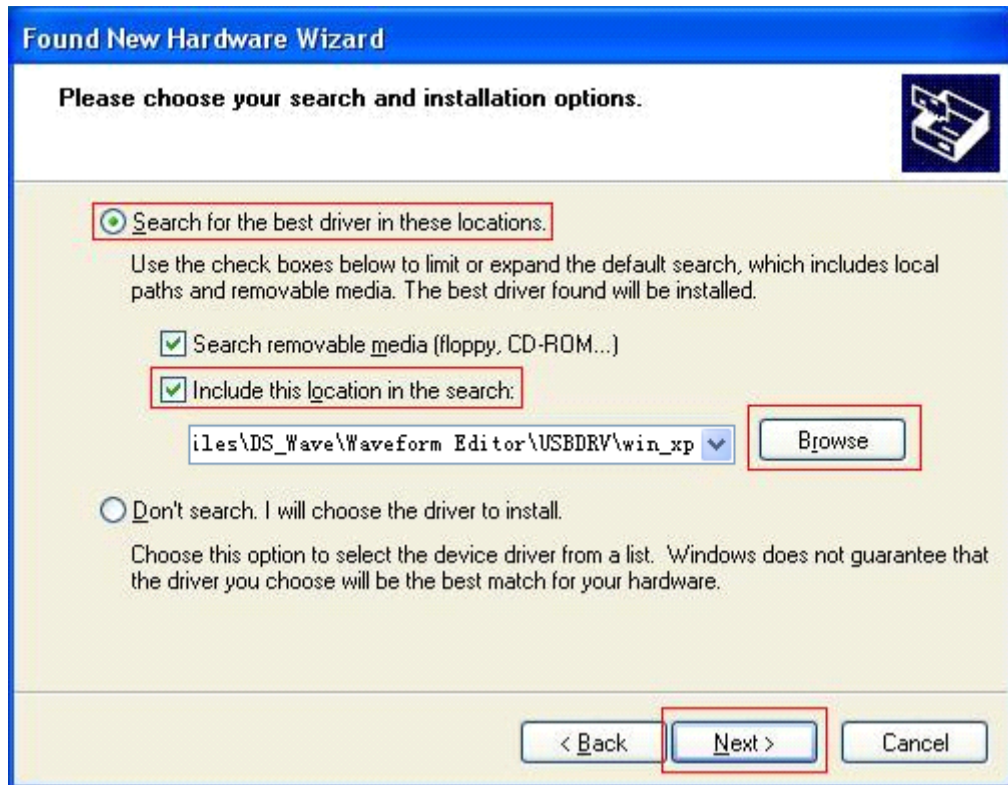 Found New Hardware Wizard
Please choose your search and installation options.
Search for the best driver in these locations.
Use the check boxes below to limit or expand the default search, which includes local
paths and removable media. The best driver found will be installed.
Search removable media (floppy, CD-ROM...)
Include this location in the search:
iles\DS_Wave\Waveform Editor\USBDRV\win_xp
Browse
Don't search. I will choose the driver to install.
Choose this option to select the device driver from a list. Windows does not guarantee that
the driver you choose will be the best match for your hardware.
< Back
Next >
Cancel